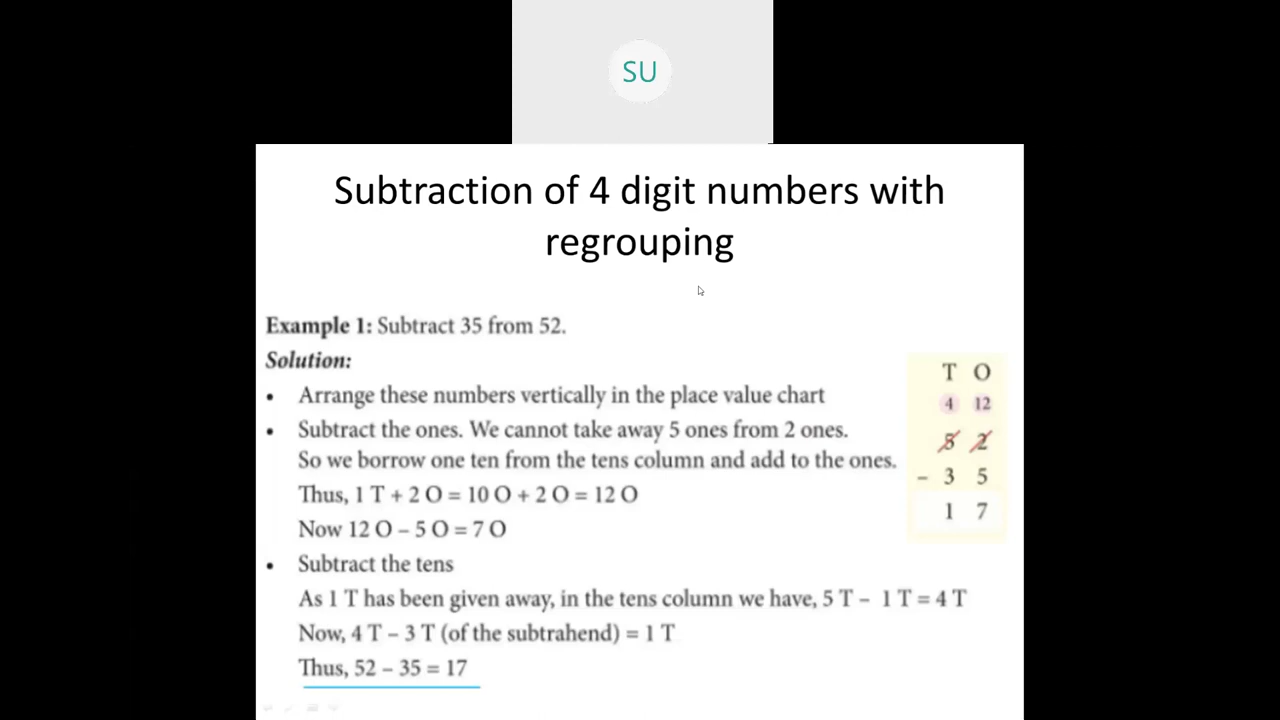 SU
Subtraction of 4 digit numbers with
regrouping
Example 1: Subtract 35 from 52.
Solution:
• Arrange these numbers vertically in the place value chart
• Subtract the ones. We cannot take away 5 ones from 2 ones.
So we borrow one ten from the tens column and add to the ones.
Thus, 1 T + 2 O = 10 O + 2 O = 12 O
Now 12 O – 5 O = 7 O
• Subtract the tens
As 1 T has been given away, in the tens column we have, 5 T – 1 T = 4 T
Now, 4 T – 3 T (of the subtrahend) = 1 T
Thus, 52 – 35 = 17
T O
4 12
5 2
– 3 5
1 7